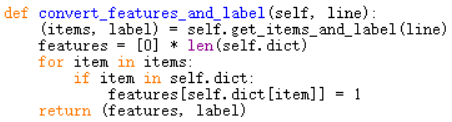 def convert_features_and_label(self, line):
    (items, label) = self.get_items_and_label(line)
    features = [0] * len(self.dict)
    for item in items:
        if item in self.dict:
            features[self.dict[item]] = 1
    return (features, label)